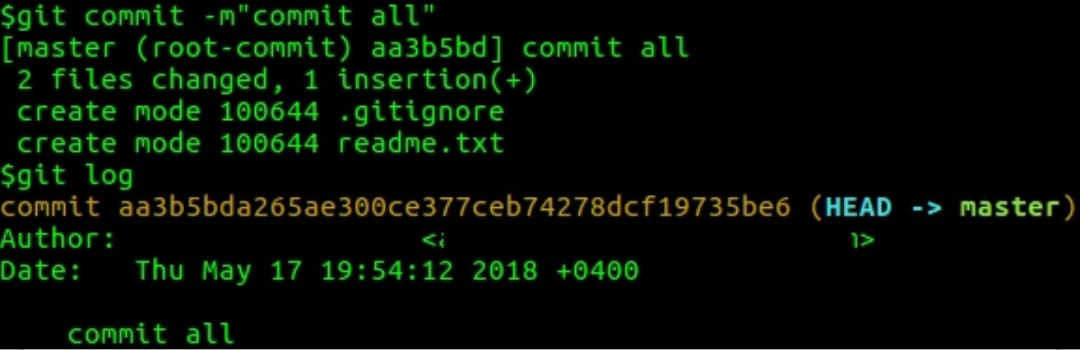 $git commit -m"commit all"
[master (root-commit) aa3b5bd] commit all
 2 files changed, 1 insertion(+)
 create mode 100644 .gitignore
 create mode 100644 readme.txt
$git log
commit aa3b5bda265ae300ce377ceb74278dcf19735be6 (HEAD -> master)
Author: < >
Date:   Thu May 17 19:54:12 2018 +0400

    commit all